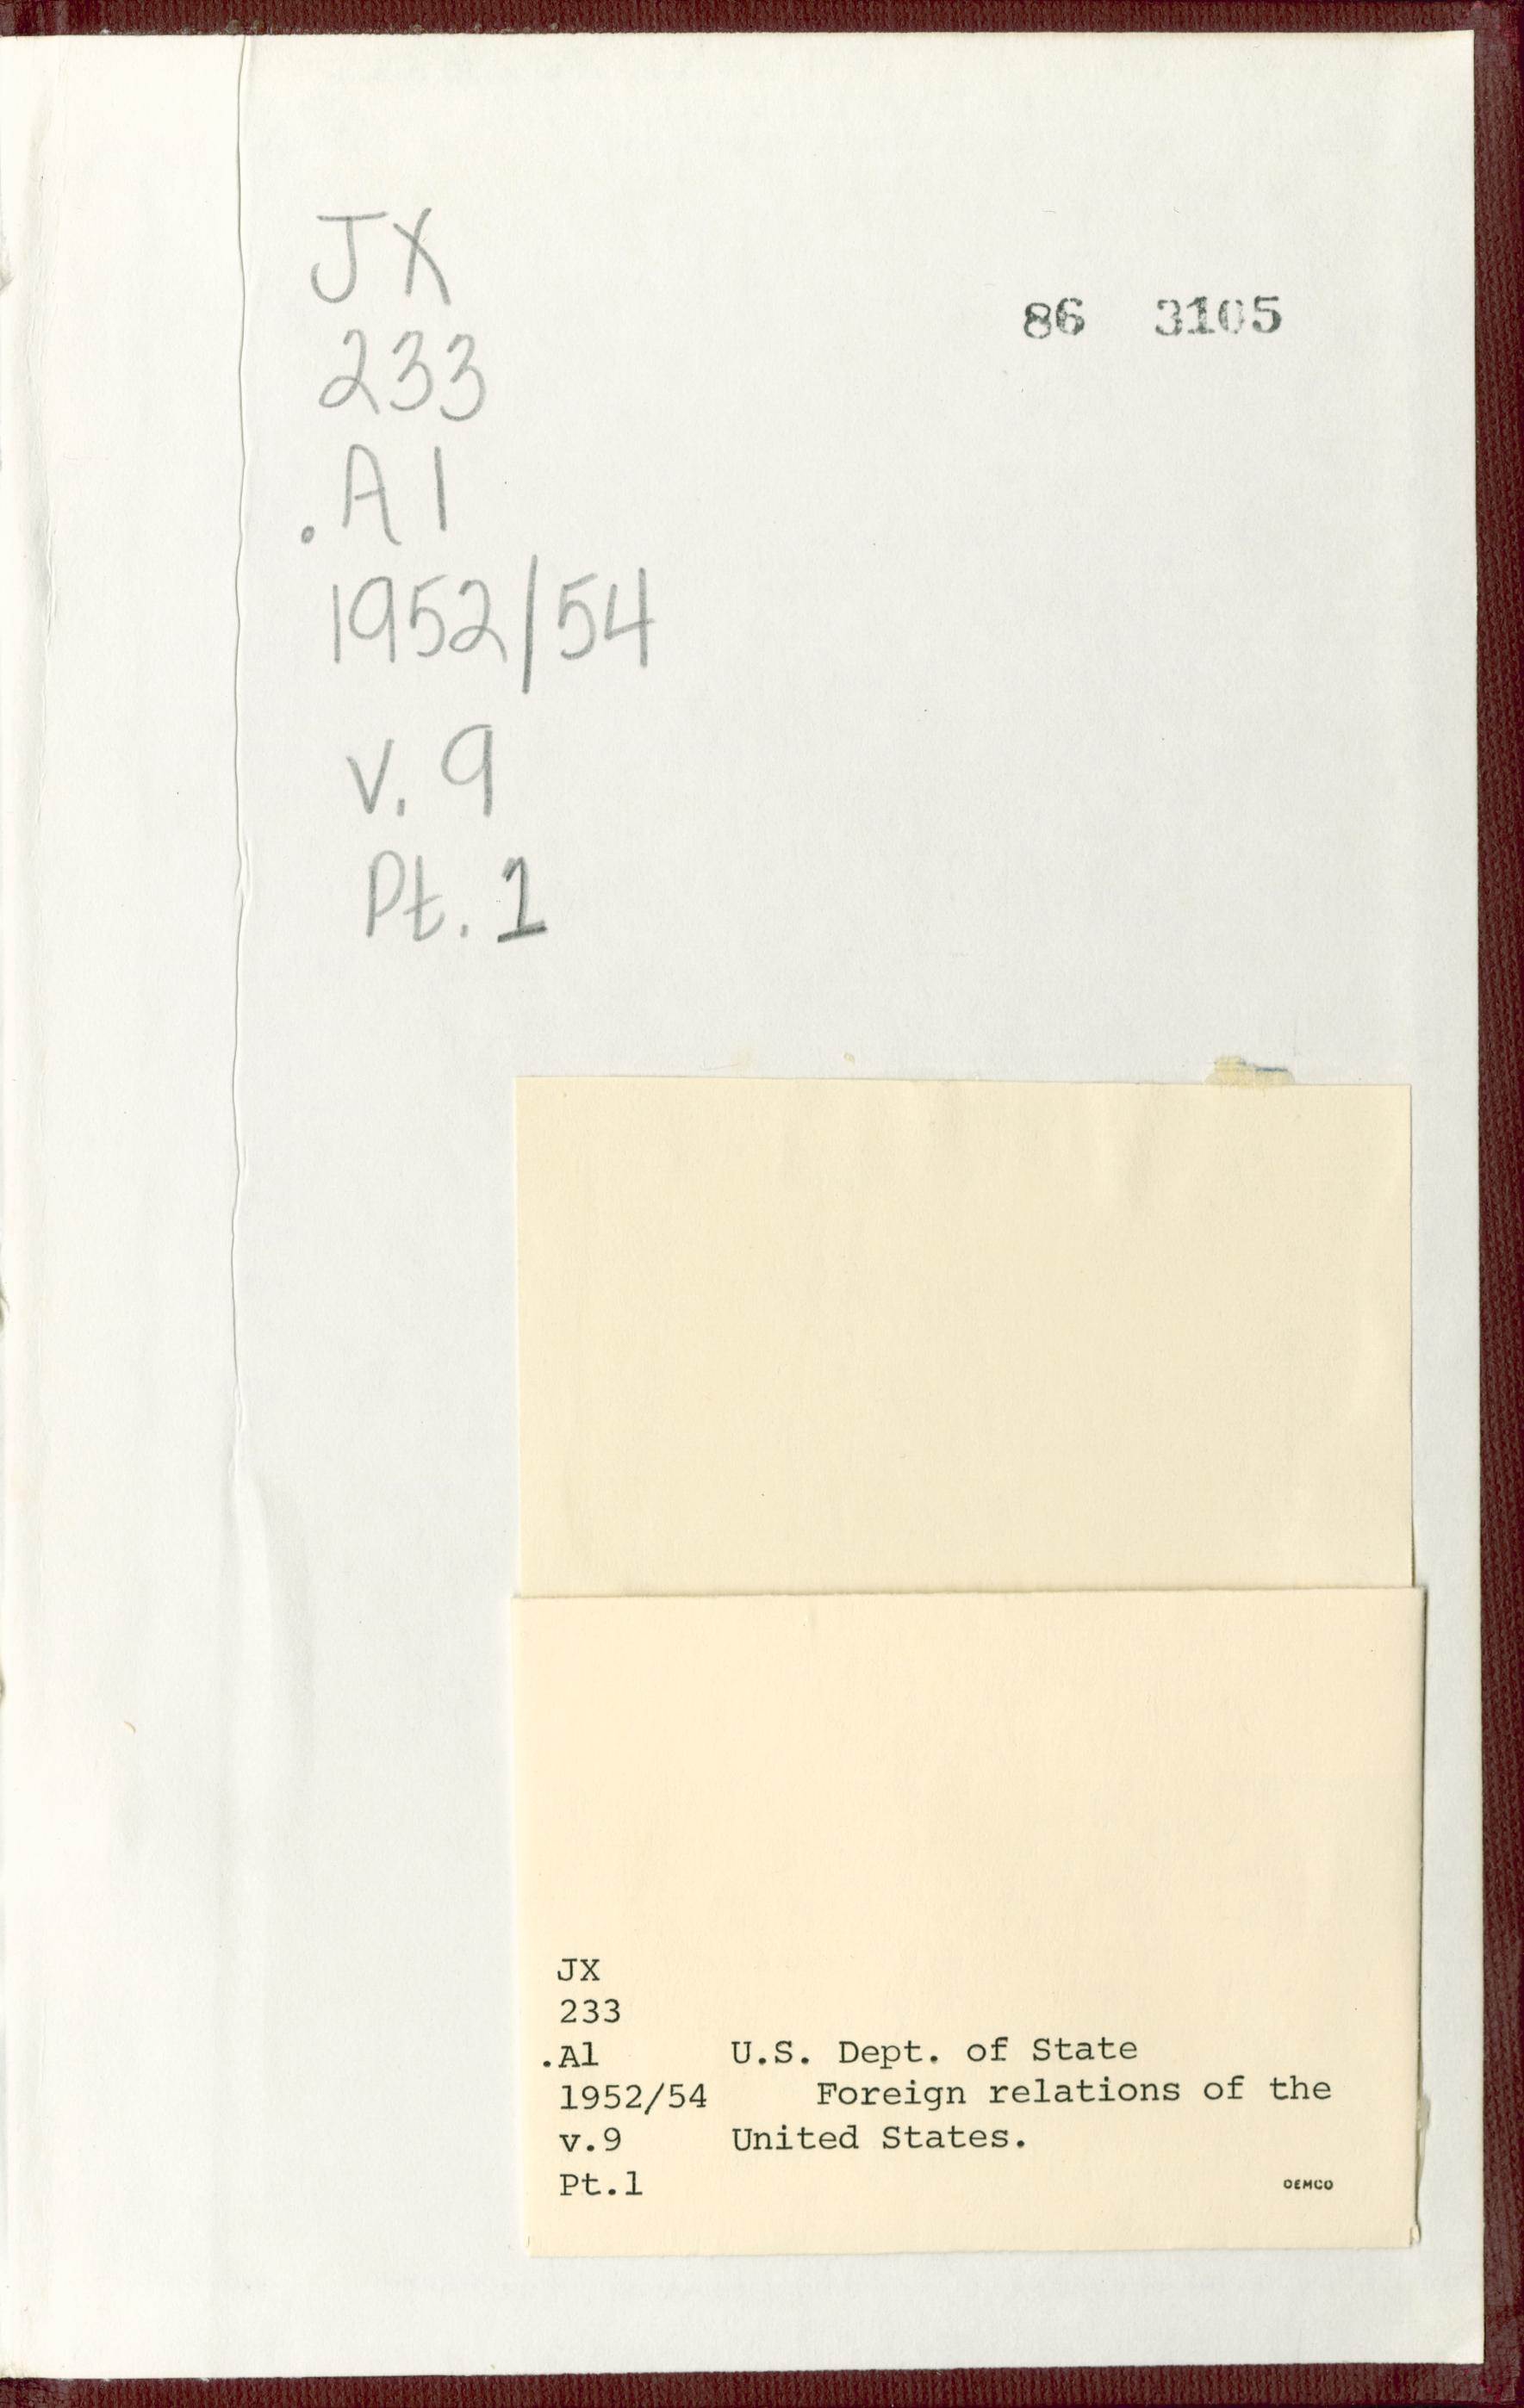 JX
233
.A1
1952/54
v.9
Pt.1
86 3105
JX
233
.A1 U.S. Dept. of State
1952/54 Foreign relations of the
v.9 United States.
Pt.1
DEMCO